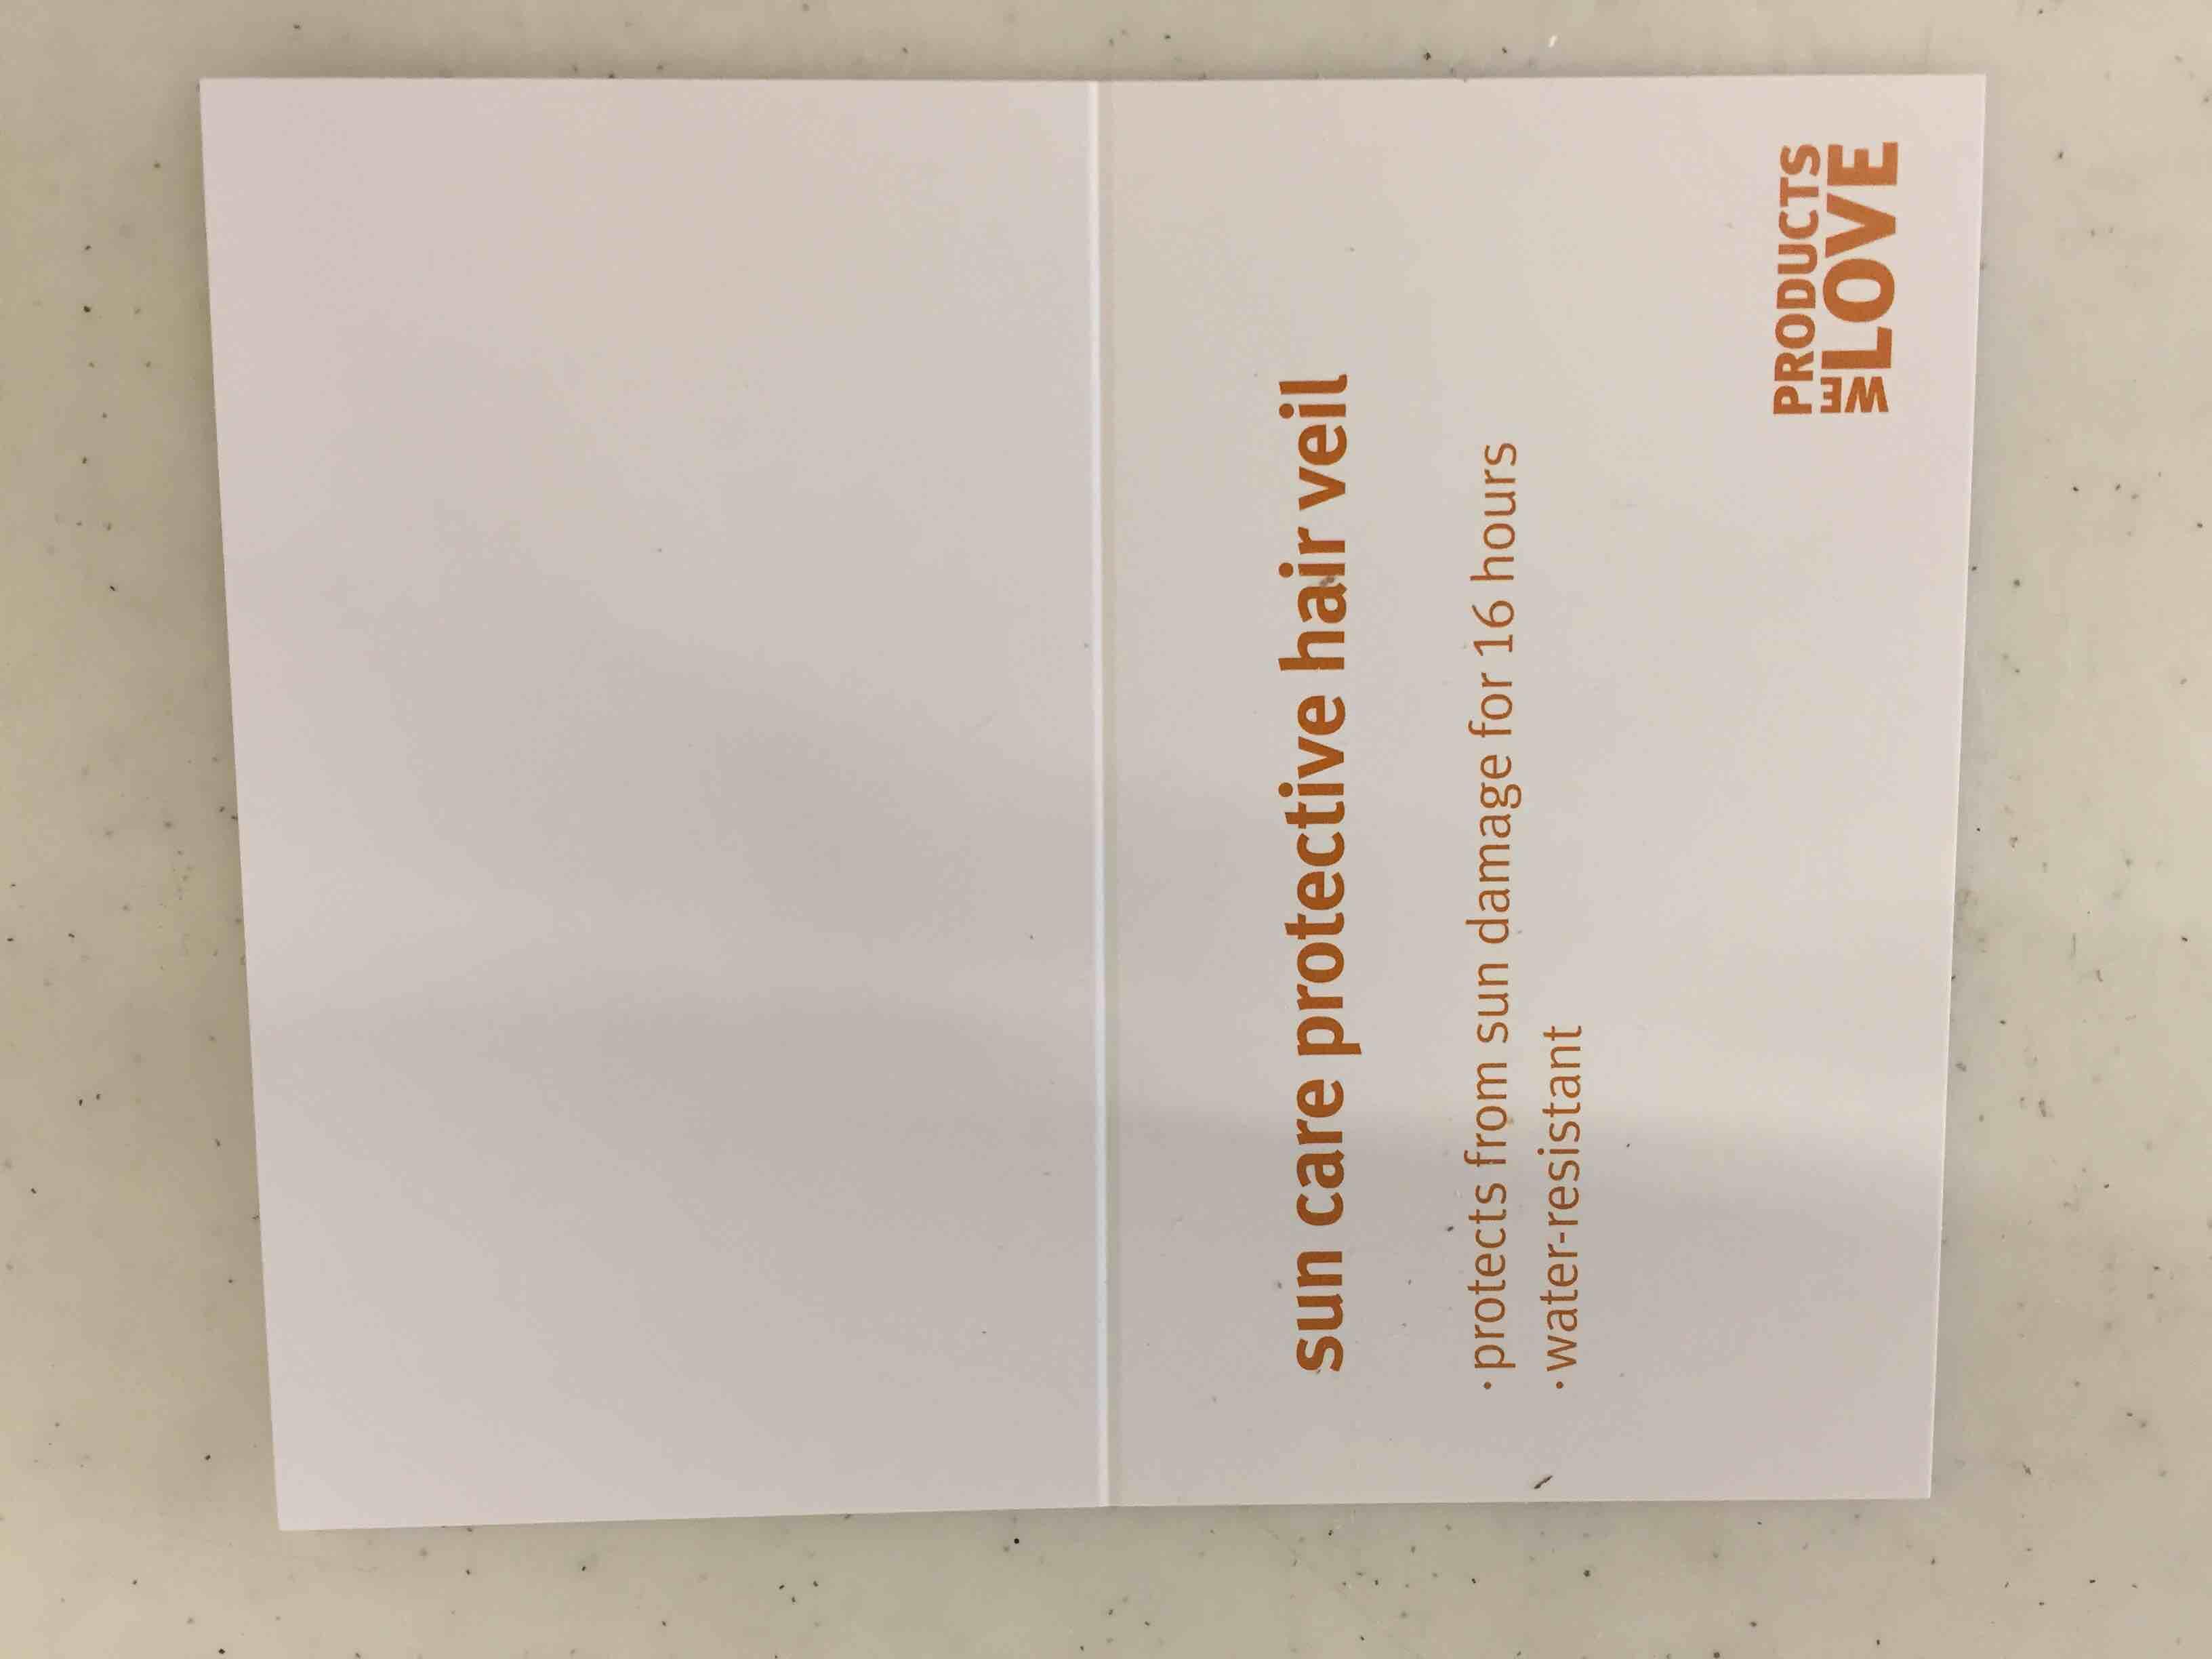 sun care protective hair veil
·protects from sun damage for 16 hours
·water-resistant
PRODUCTS
WE LOVE